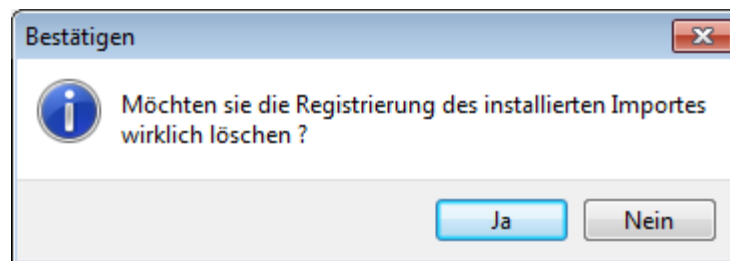 Bestätigen
Möchten sie die Registrierung des installierten Importes
wirklich löschen ?
Ja
Nein